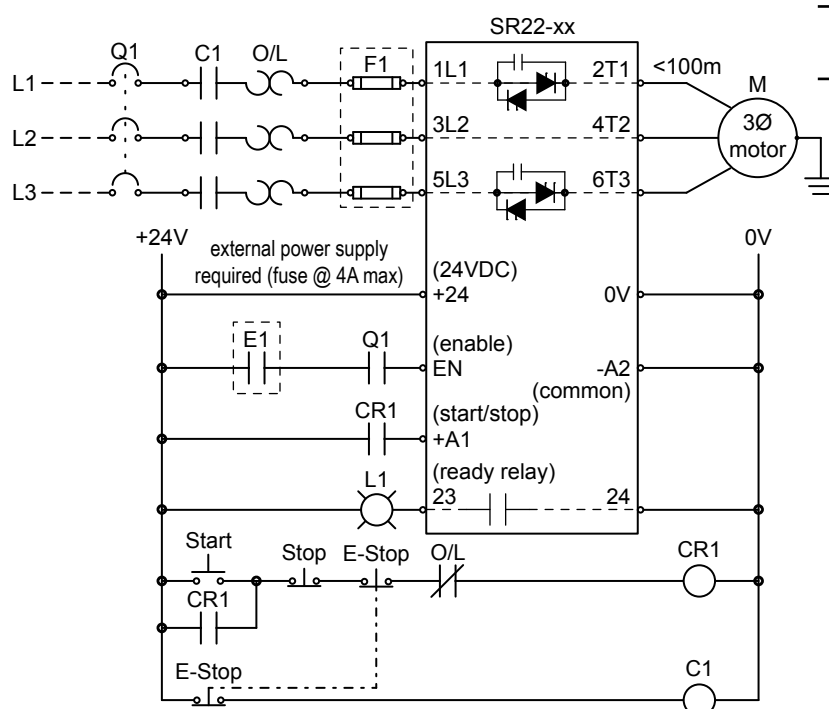 SR22-xx
Q1 C1 O/L F1
L1 1L1 2T1 <100m M
L2 3L2 4T2 3Ø
motor
L3 5L3 6T3
+24V 0V
external power supply
required (fuse @ 4A max)
(24VDC)
+24 0V
E1 Q1 (enable)
EN -A2
(common)
CR1 (start/stop)
+A1
L1 (ready relay)
23 24
Start Stop E-Stop O/L CR1
CR1
E-Stop C1